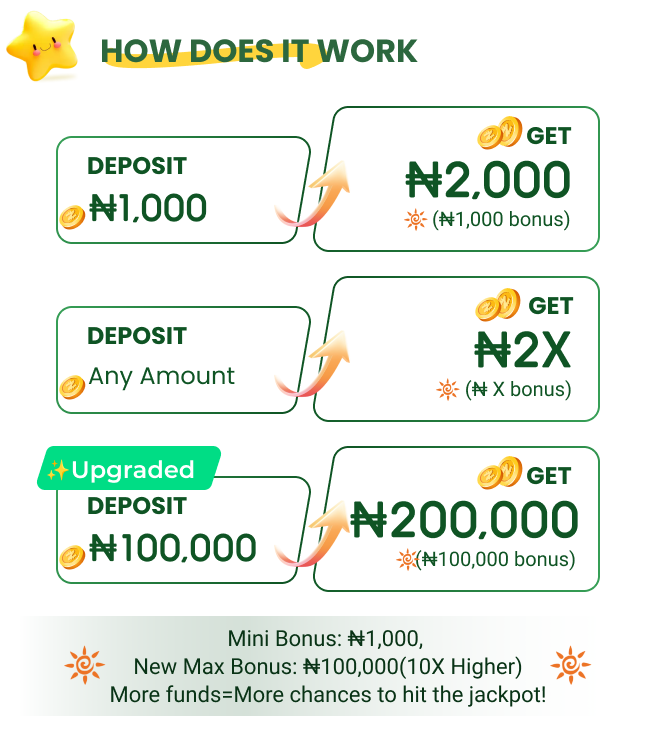 HOW DOES IT WORK
DEPOSIT
₦1,000
GET
₦2,000
(₦1,000 bonus)
DEPOSIT
Any Amount
GET
₦2X
(₦ X bonus)
Upgraded
DEPOSIT
₦100,000
GET
₦200,000
(₦100,000 bonus)
Mini Bonus: ₦1,000,
New Max Bonus: ₦100,000(10X Higher)
More funds=More chances to hit the jackpot!